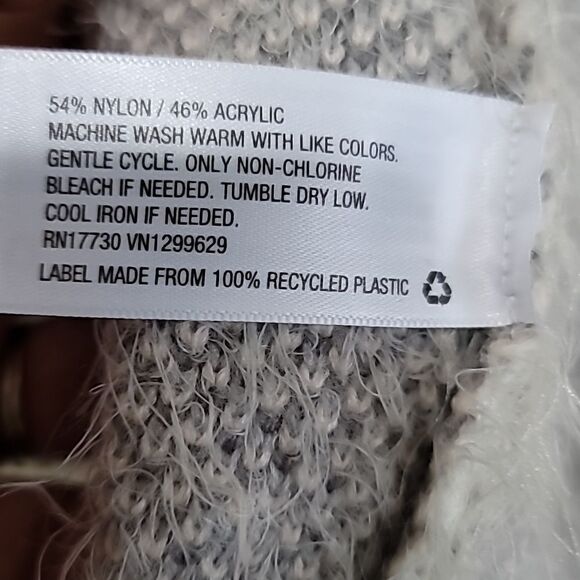 54% NYLON / 46% ACRYLIC
MACHINE WASH WARM WITH LIKE COLORS.
GENTLE CYCLE. ONLY NON-CHLORINE
BLEACH IF NEEDED. TUMBLE DRY LOW.
COOL IRON IF NEEDED.
RN17730 VN1299629
LABEL MADE FROM 100% RECYCLED PLASTIC